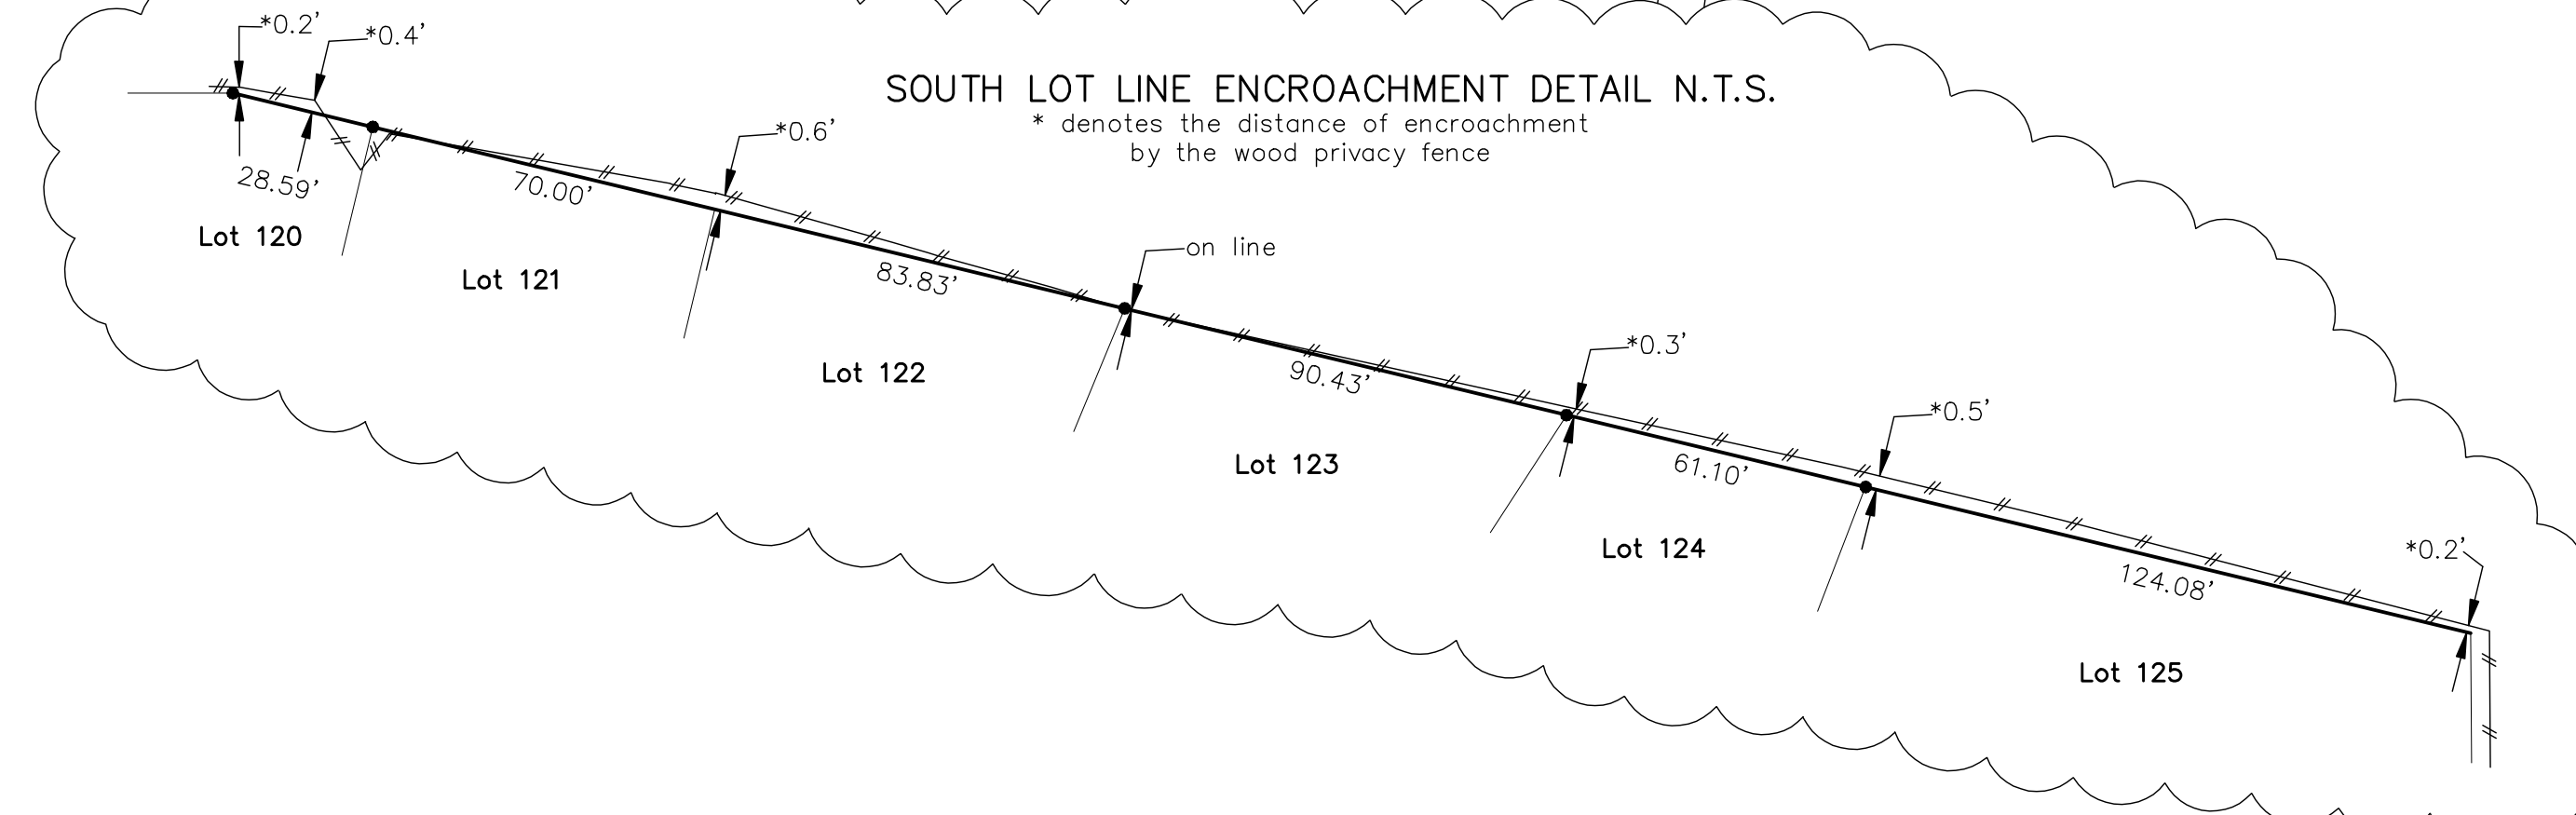 *0.2'
*0.4'
SOUTH LOT LINE ENCROACHMENT DETAIL N.T.S.
* denotes the distance of encroachment
by the wood privacy fence
*0.6'
28.59'
70.00'
Lot 120
on line
Lot 121
83.83'
*0.3'
Lot 122
90.43'
*0.5'
Lot 123
61.10'
Lot 124
*0.2'
124.08'
Lot 125